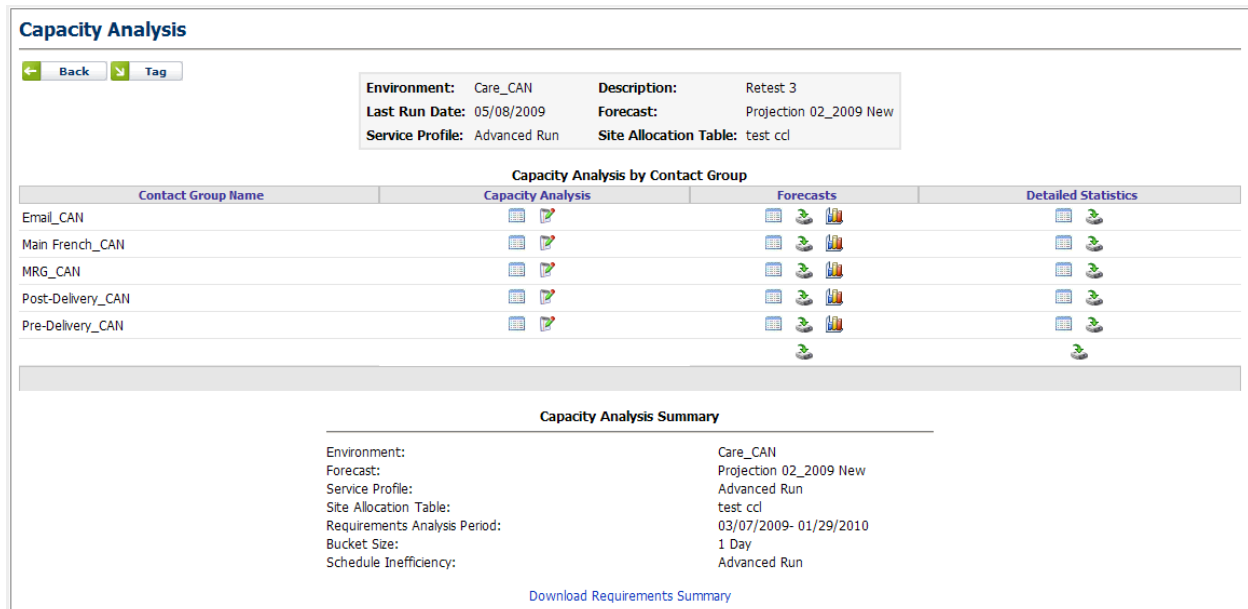 Capacity Analysis
Back Tag
Environment: Care_CAN Description: Retest 3
Last Run Date: 05/08/2009 Forecast: Projection 02_2009 New
Service Profile: Advanced Run Site Allocation Table: test ccl
Capacity Analysis by Contact Group
Contact Group Name Capacity Analysis Forecasts Detailed Statistics
Email_CAN
Main French_CAN
MRG_CAN
Post-Delivery_CAN
Pre-Delivery_CAN
Capacity Analysis Summary
Environment: Care_CAN
Forecast: Projection 02_2009 New
Service Profile: Advanced Run
Site Allocation Table: test ccl
Requirements Analysis Period: 03/07/2009- 01/29/2010
Bucket Size: 1 Day
Schedule Inefficiency: Advanced Run
Download Requirements Summary